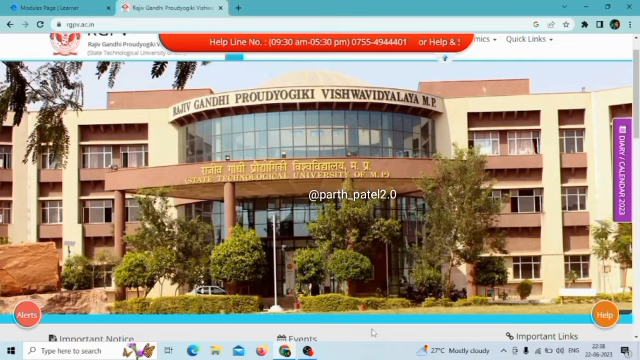 Modules Page | Learner
Rajiv Gandhi Proudyogiki Vishwa
rgpv.ac.in
RGPV
Rajiv Gandhi Proudyogiki V
(State Technological University
Help Line No. : (09:30 am-05:30 pm) 0755-4944401 or Help &
mics
Quick Links
RAJIV GANDHI PROUDYOGIKI VISHWAVIDYALAYA M.P.
राजीव गांधी प्रौद्योगिकी विश्वविद्यालय, म. प्र.
(STATE TECHNOLOGICAL UNIVERSITY OF M.P)
@parth_patel2.0
DIARY / CALENDAR 2023
Alerts
Help
Important Notice
Events
Important Links
Type here to search
27°C Mostly cloudy
ENG
22:38
22-06-2023